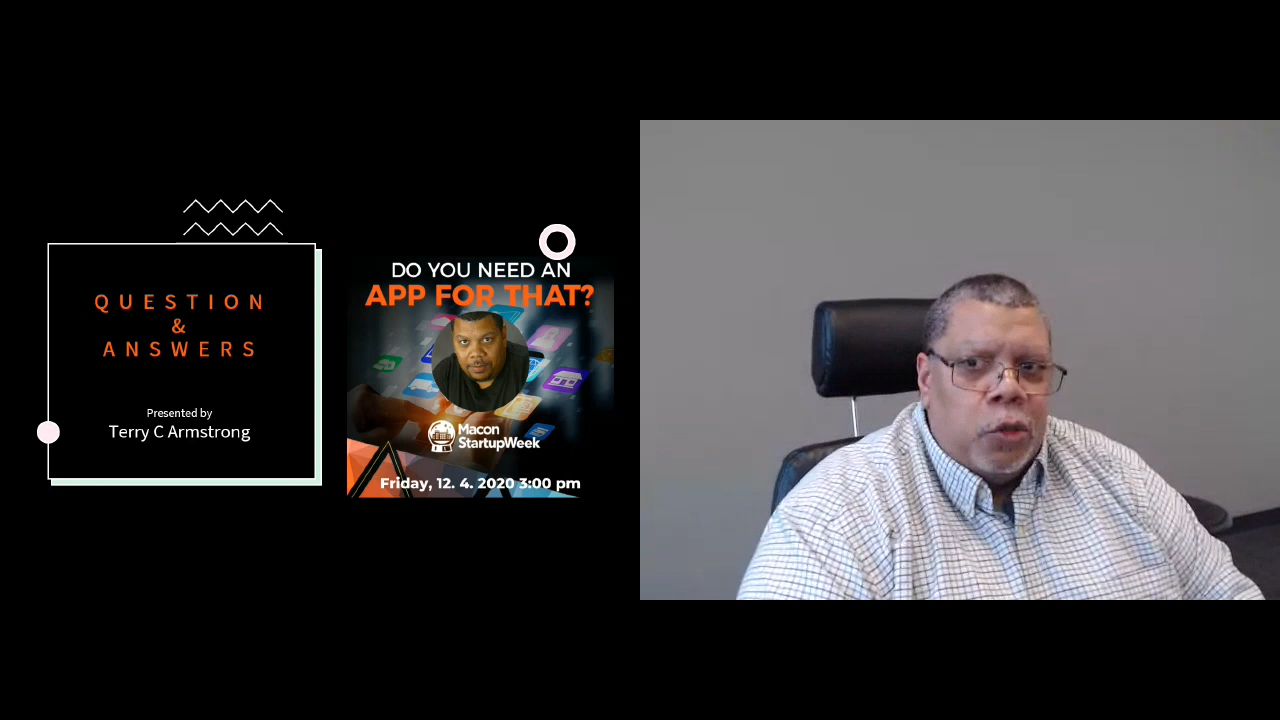 QUESTION
&
ANSWERS
Presented by
Terry C Armstrong
DO YOU NEED AN
APP FOR THAT?
Macon
StartupWeek
Friday, 12. 4. 2020 3:00 pm